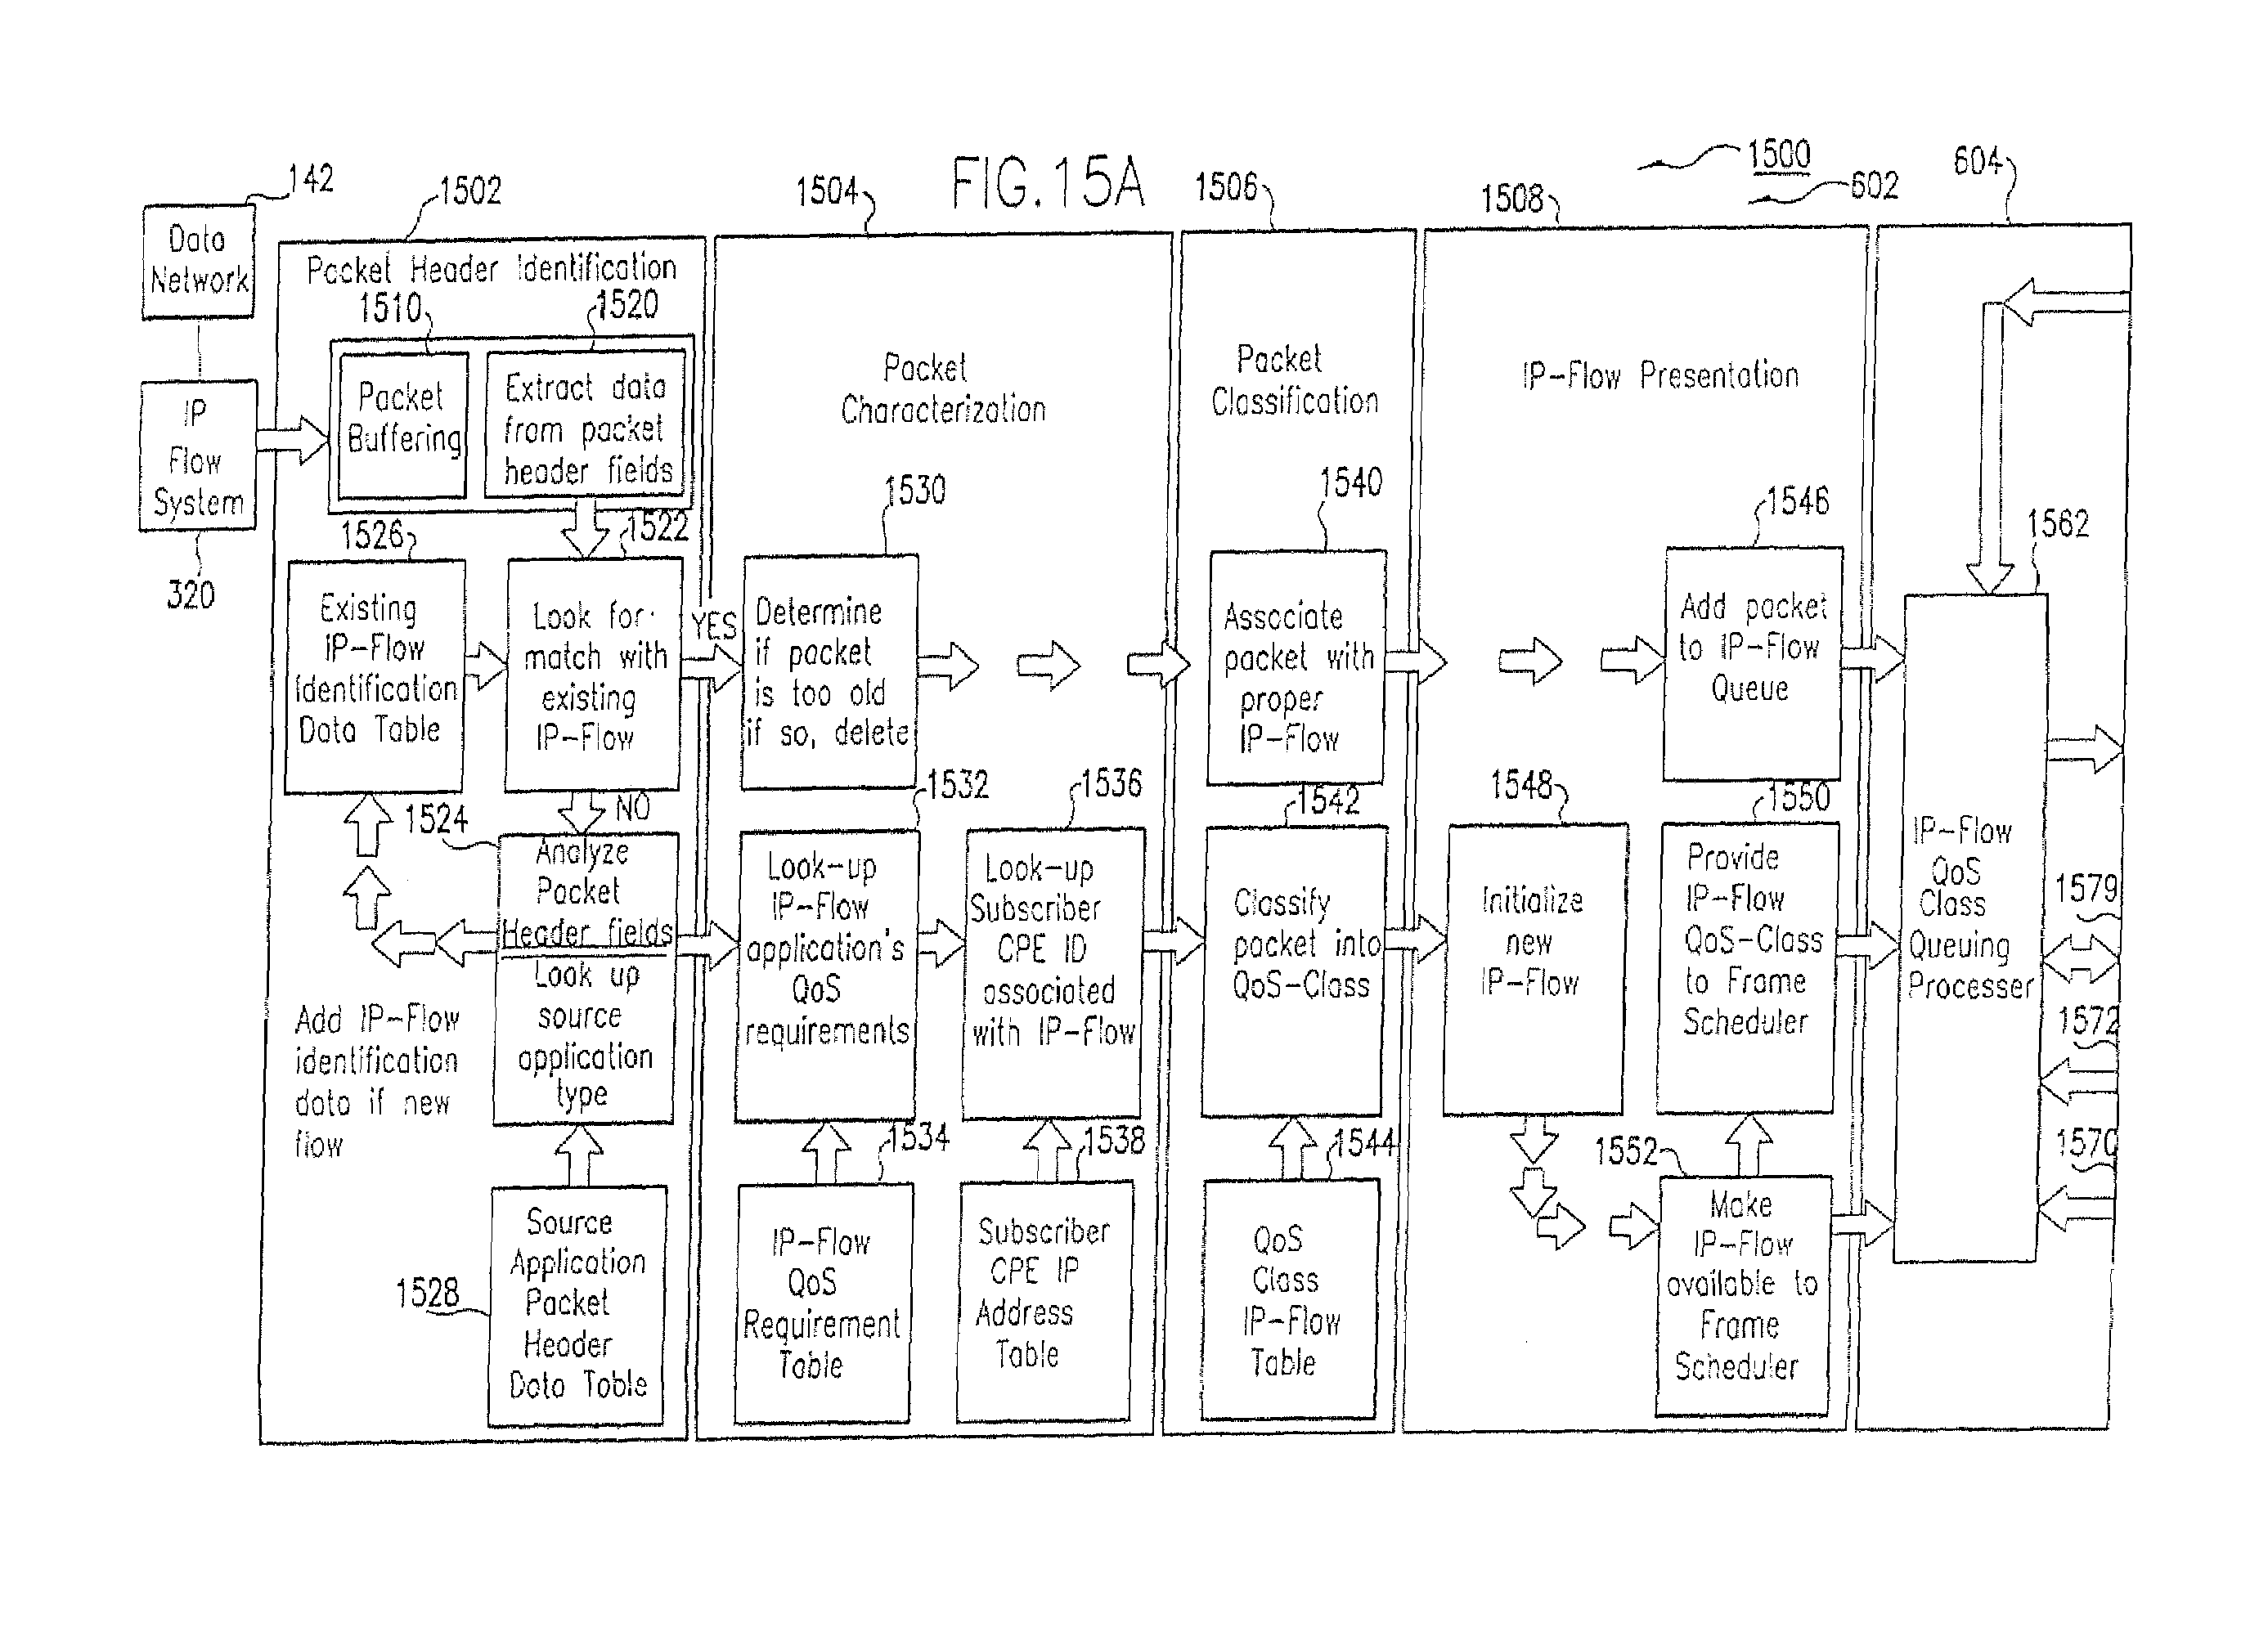 FIG.15A
1500
602
604
142
1502
1504
1506
1508
Data
Network
IP
Flow
System
320
Packet Header Identification
1510
1520
Packet
Buffering
Extract data
from packet
header fields
1526
1522
Existing
IP-Flow
Identification
Data Table
Look for
match with
existing
IP-Flow
YES
NO
1524
Analyze
Packet
Header fields
Look up
source
application
type
Add IP-Flow
identification
data if new
flow
1528
Source
Application
Packet
Header
Data Table
Packet
Characterization
1530
Determine
if packet
is too old
if so, delete
1532
Look-up
IP-Flow
application's
QoS
requirements
1536
Look-up
Subscriber
CPE ID
associated
with IP-Flow
1534
IP-Flow
QoS
Requirement
Table
1538
Subscriber
CPE IP
Address
Table
Packet
Classification
1540
Associate
packet with
proper
IP-Flow
1542
Classify
packet into
QoS-Class
1544
QoS
Class
IP-Flow
Table
IP-Flow Presentation
1546
Add packet
to IP-Flow
Queue
1548
Initialize
new
IP-Flow
1550
Provide
IP-Flow
QoS-Class
to Frame
Scheduler
1552
Make
IP-Flow
available to
Frame
Scheduler
1562
IP-Flow
QoS
Class
Queuing
Processer
1579
1572
1570